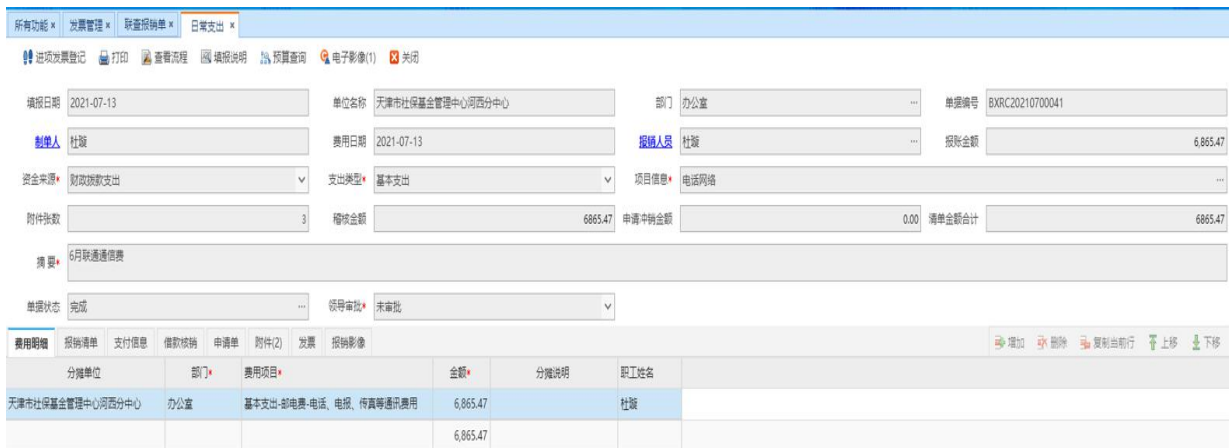 所有功能 × 发票管理 × 联查报销单 × 日常支出 ×
进项发票登记 打印 查看流程 填报说明 预算查询 电子影像(1) 关闭
填报日期 2021-07-13 单位名称 天津市社保基金管理中心河西分中心 部门 办公室 ... 单据编号 BXRC20210700041
制单人 杜璇 费用日期 2021-07-13 报销人员 杜璇 ... 报账金额 6,865.47
资金来源* 财政拨款支出 支出类型* 基本支出 项目信息* 电话网络 ...
附件张数 3 稽核金额 6865.47 申请冲销金额 0.00 清单金额合计 6865.47
摘 要* 6月联通通信费
单据状态 完成 ... 领导审批* 未审批
费用明细 报销清单 支付信息 借款核销 申请单 附件(2) 发票 报销影像 增加 删除 复制当前行 上移 下移
分摊单位 部门* 费用项目* 金额* 分摊说明 职工姓名
天津市社保基金管理中心河西分中心 办公室 基本支出-邮电费-电话、电报、传真等通讯费用 6,865.47 杜璇
6,865.47